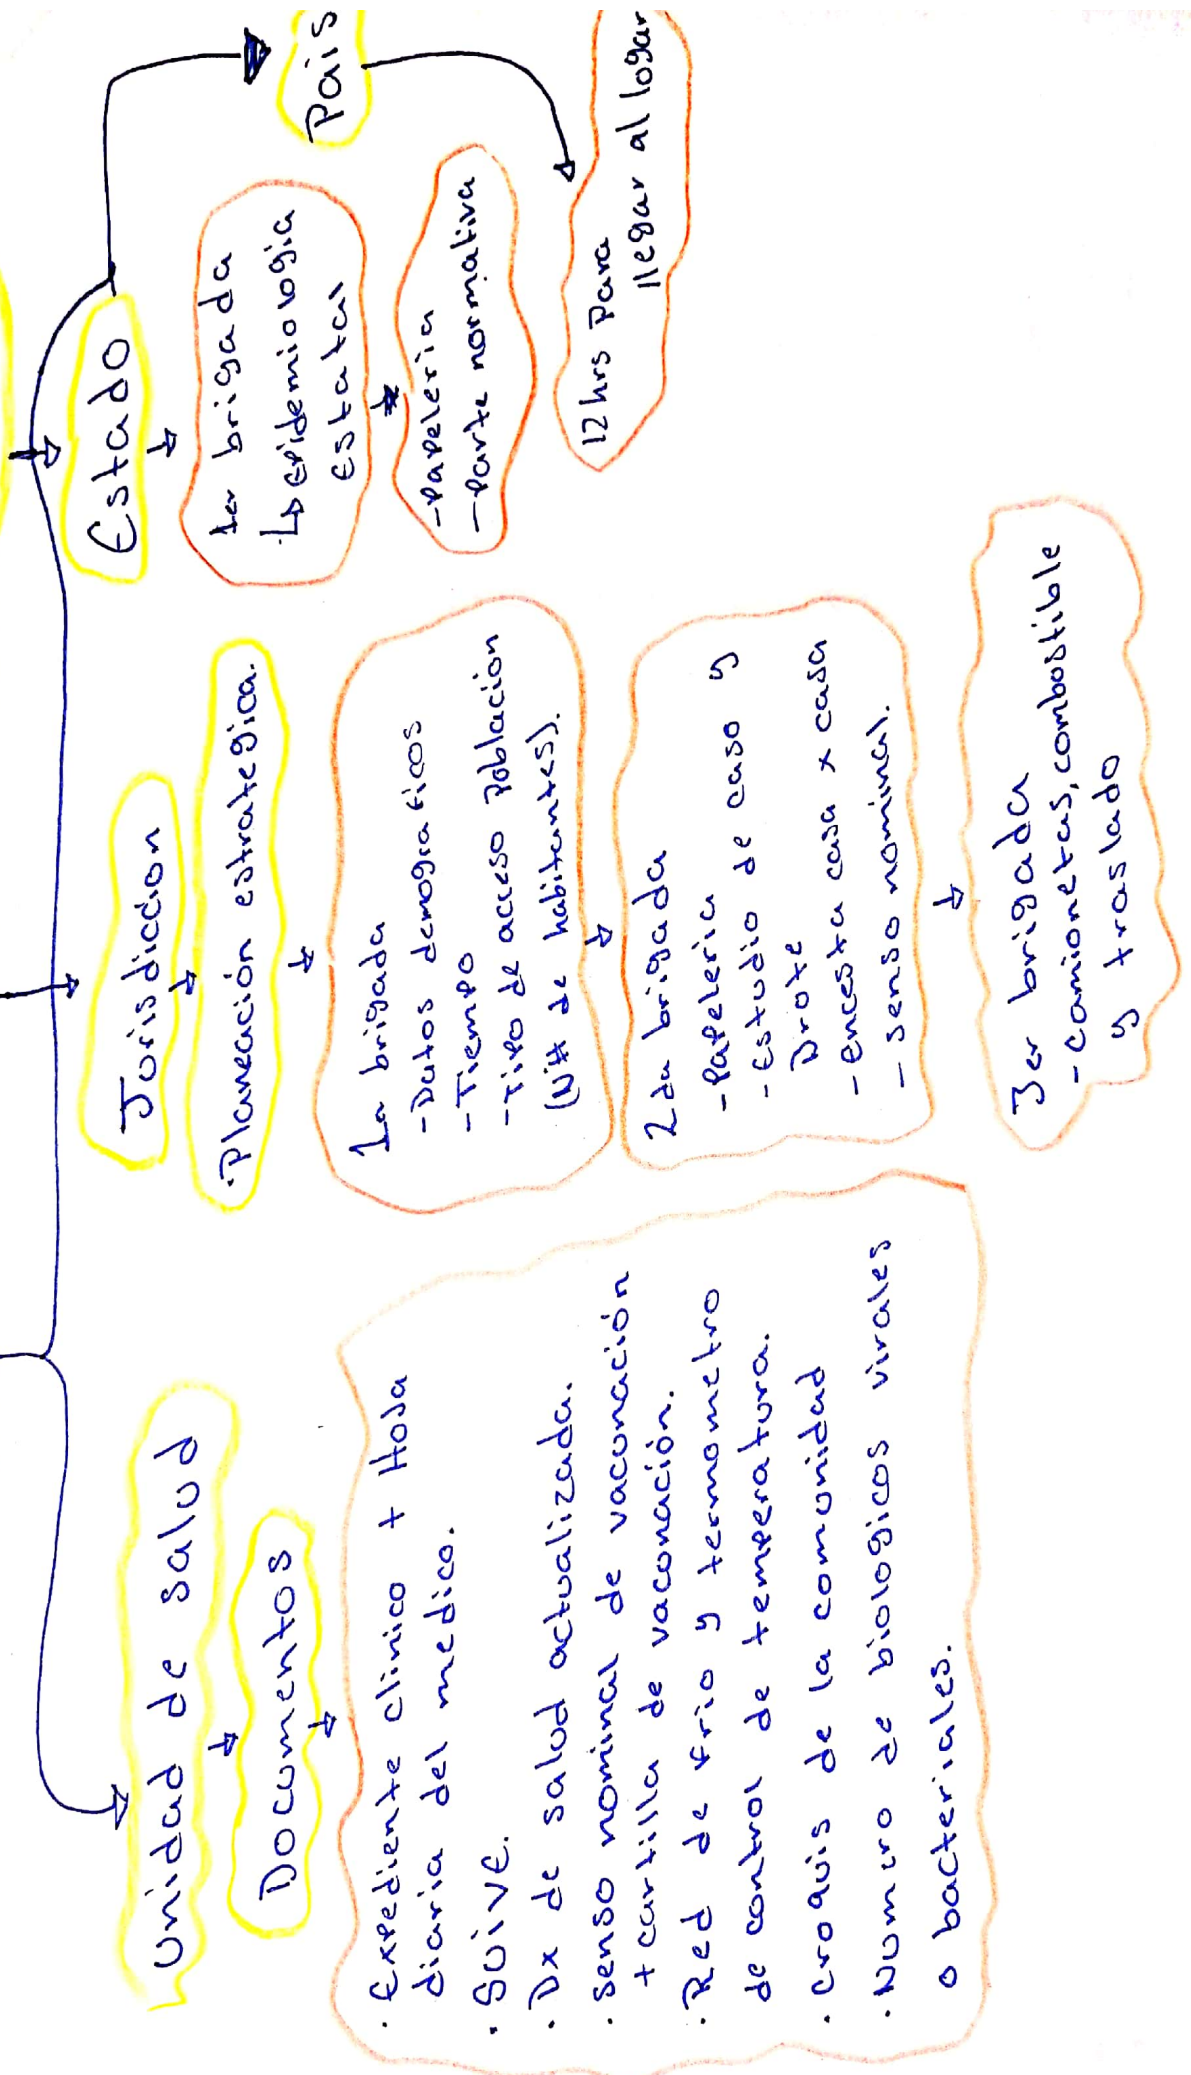 Unidad de salud
Documentos
· Expediente clinico + Hoja
diaria del medico.
· SUIVE.
· Dx de salud actualizada.
· senso nominal de vacunación
+ cartilla de vacunación.
· Red de frio y termometro
de control de temperatura.
· croquis de la comunidad
· Numero de biologicos virales
o bacteriales.
Jurisdiccion
·Planeación estrategica.
1a brigada
- Datos demograficos
- Tiempo
- Tipo de acceso poblacion
(N# de habitantes).
2da brigada
- Papeleria
- Estudio de caso y
brote
- encesta casa x casa
- senso nominal.
3er brigada
- camionetas, combustible
y traslado
Estado
1er brigada
↳ Epidemiologia
Estatal
- Papeleria
- Parte normativa
Pais
12 hrs Para
llegar al lugar